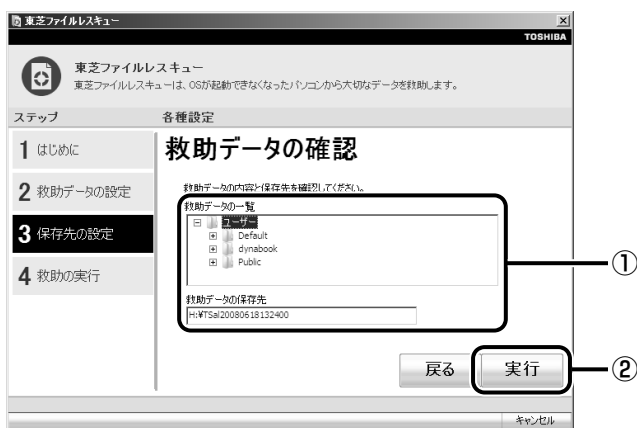 東芝ファイルレスキュー
TOSHIBA
東芝ファイルレスキュー
東芝ファイルレスキューは、OSが起動できなくなったパソコンから大切なデータを救助します。
ステップ
各種設定
1 はじめに
2 救助データの設定
3 保存先の設定
4 救助の実行
救助データの確認
救助データの内容と保存先を確認してください。
救助データの一覧
ユーザー
Default
dynabook
Public
救助データの保存先
H:¥TSal20080618132400
①
戻る
実行
②
キャンセル